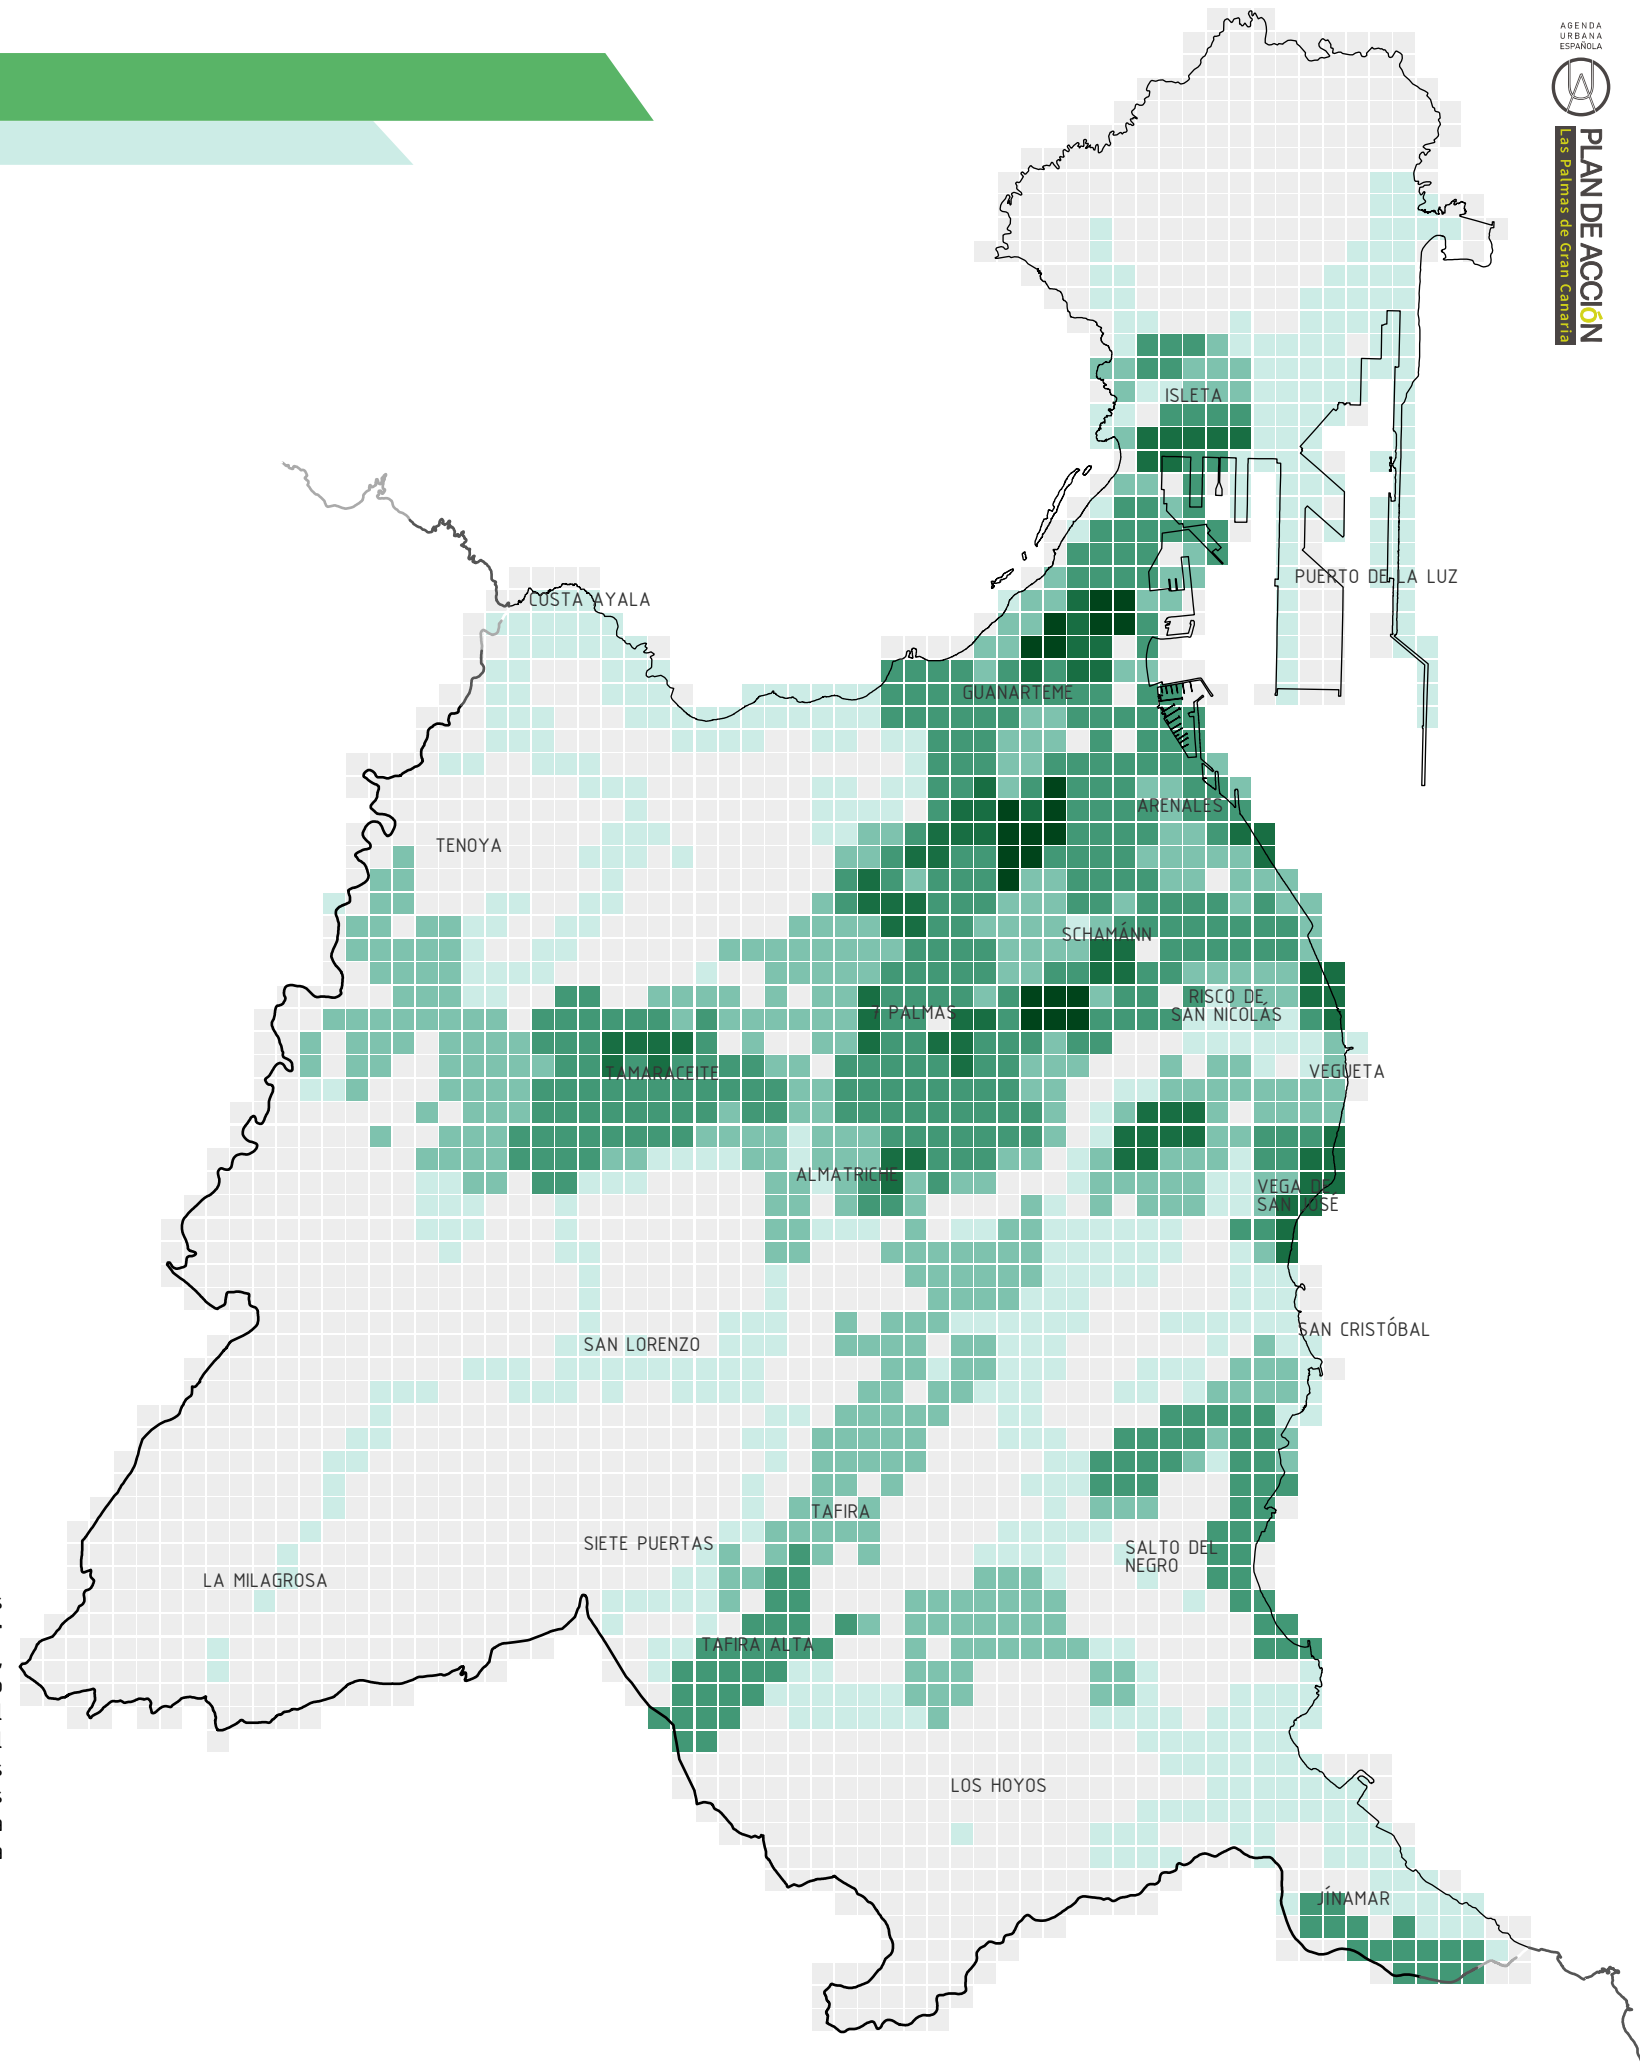 AGENDA
URBANA
ESPAÑOLA
PLAN DE ACCIÓN
Las Palmas de Gran Canaria
ISLETA
PUERTO DE LA LUZ
COSTA AYALA
GUANARTEME
ARENALES
TENOYA
SCHAMÁNN
RISCO DE
SAN NICOLÁS
7 PALMAS
TAMARACEITE
VEGUETA
ALMATRICHE
VEGA DE
SAN JOSÉ
SAN CRISTÓBAL
SAN LORENZO
TAFIRA
SIETE PUERTAS
SALTO DEL
NEGRO
LA MILAGROSA
TAFIRA ALTA
LOS HOYOS
JÍNAMAR